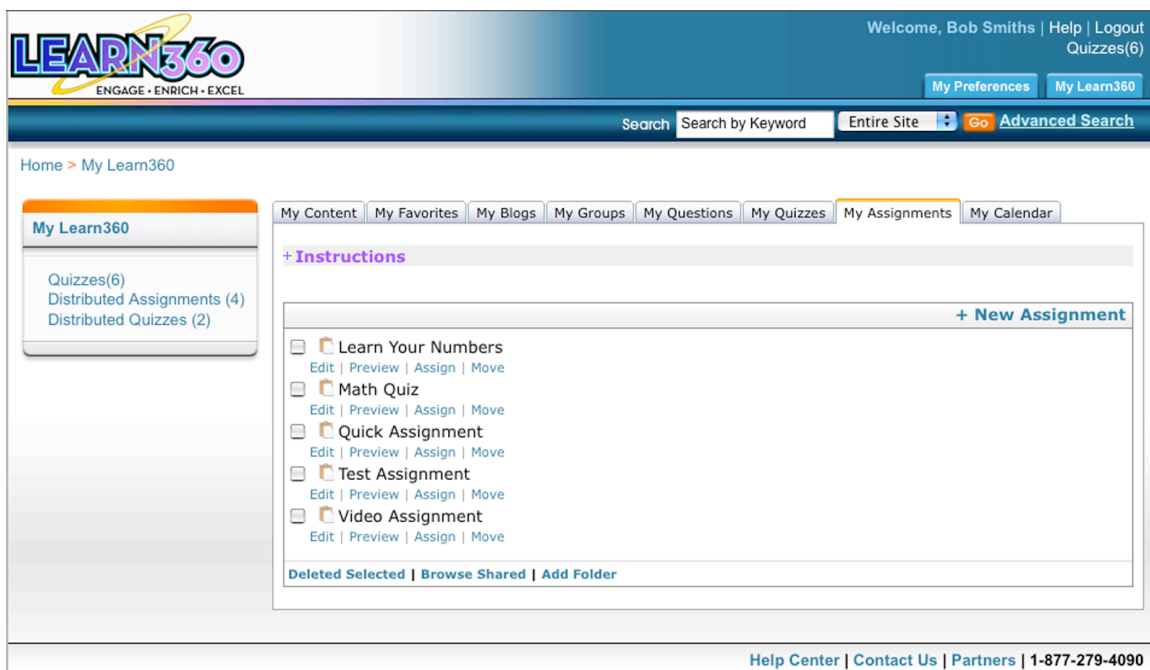 LEARN360
ENGAGE • ENRICH • EXCEL
Welcome, Bob Smiths | Help | Logout
Quizzes(6)
My Preferences My Learn360
Search Search by Keyword Entire Site Go Advanced Search
Home > My Learn360
My Content My Favorites My Blogs My Groups My Questions My Quizzes My Assignments My Calendar
My Learn360
Quizzes(6)
Distributed Assignments (4)
Distributed Quizzes (2)
+ Instructions
+ New Assignment
Learn Your Numbers
Edit | Preview | Assign | Move
Math Quiz
Edit | Preview | Assign | Move
Quick Assignment
Edit | Preview | Assign | Move
Test Assignment
Edit | Preview | Assign | Move
Video Assignment
Edit | Preview | Assign | Move
Deleted Selected | Browse Shared | Add Folder
Help Center | Contact Us | Partners | 1-877-279-4090